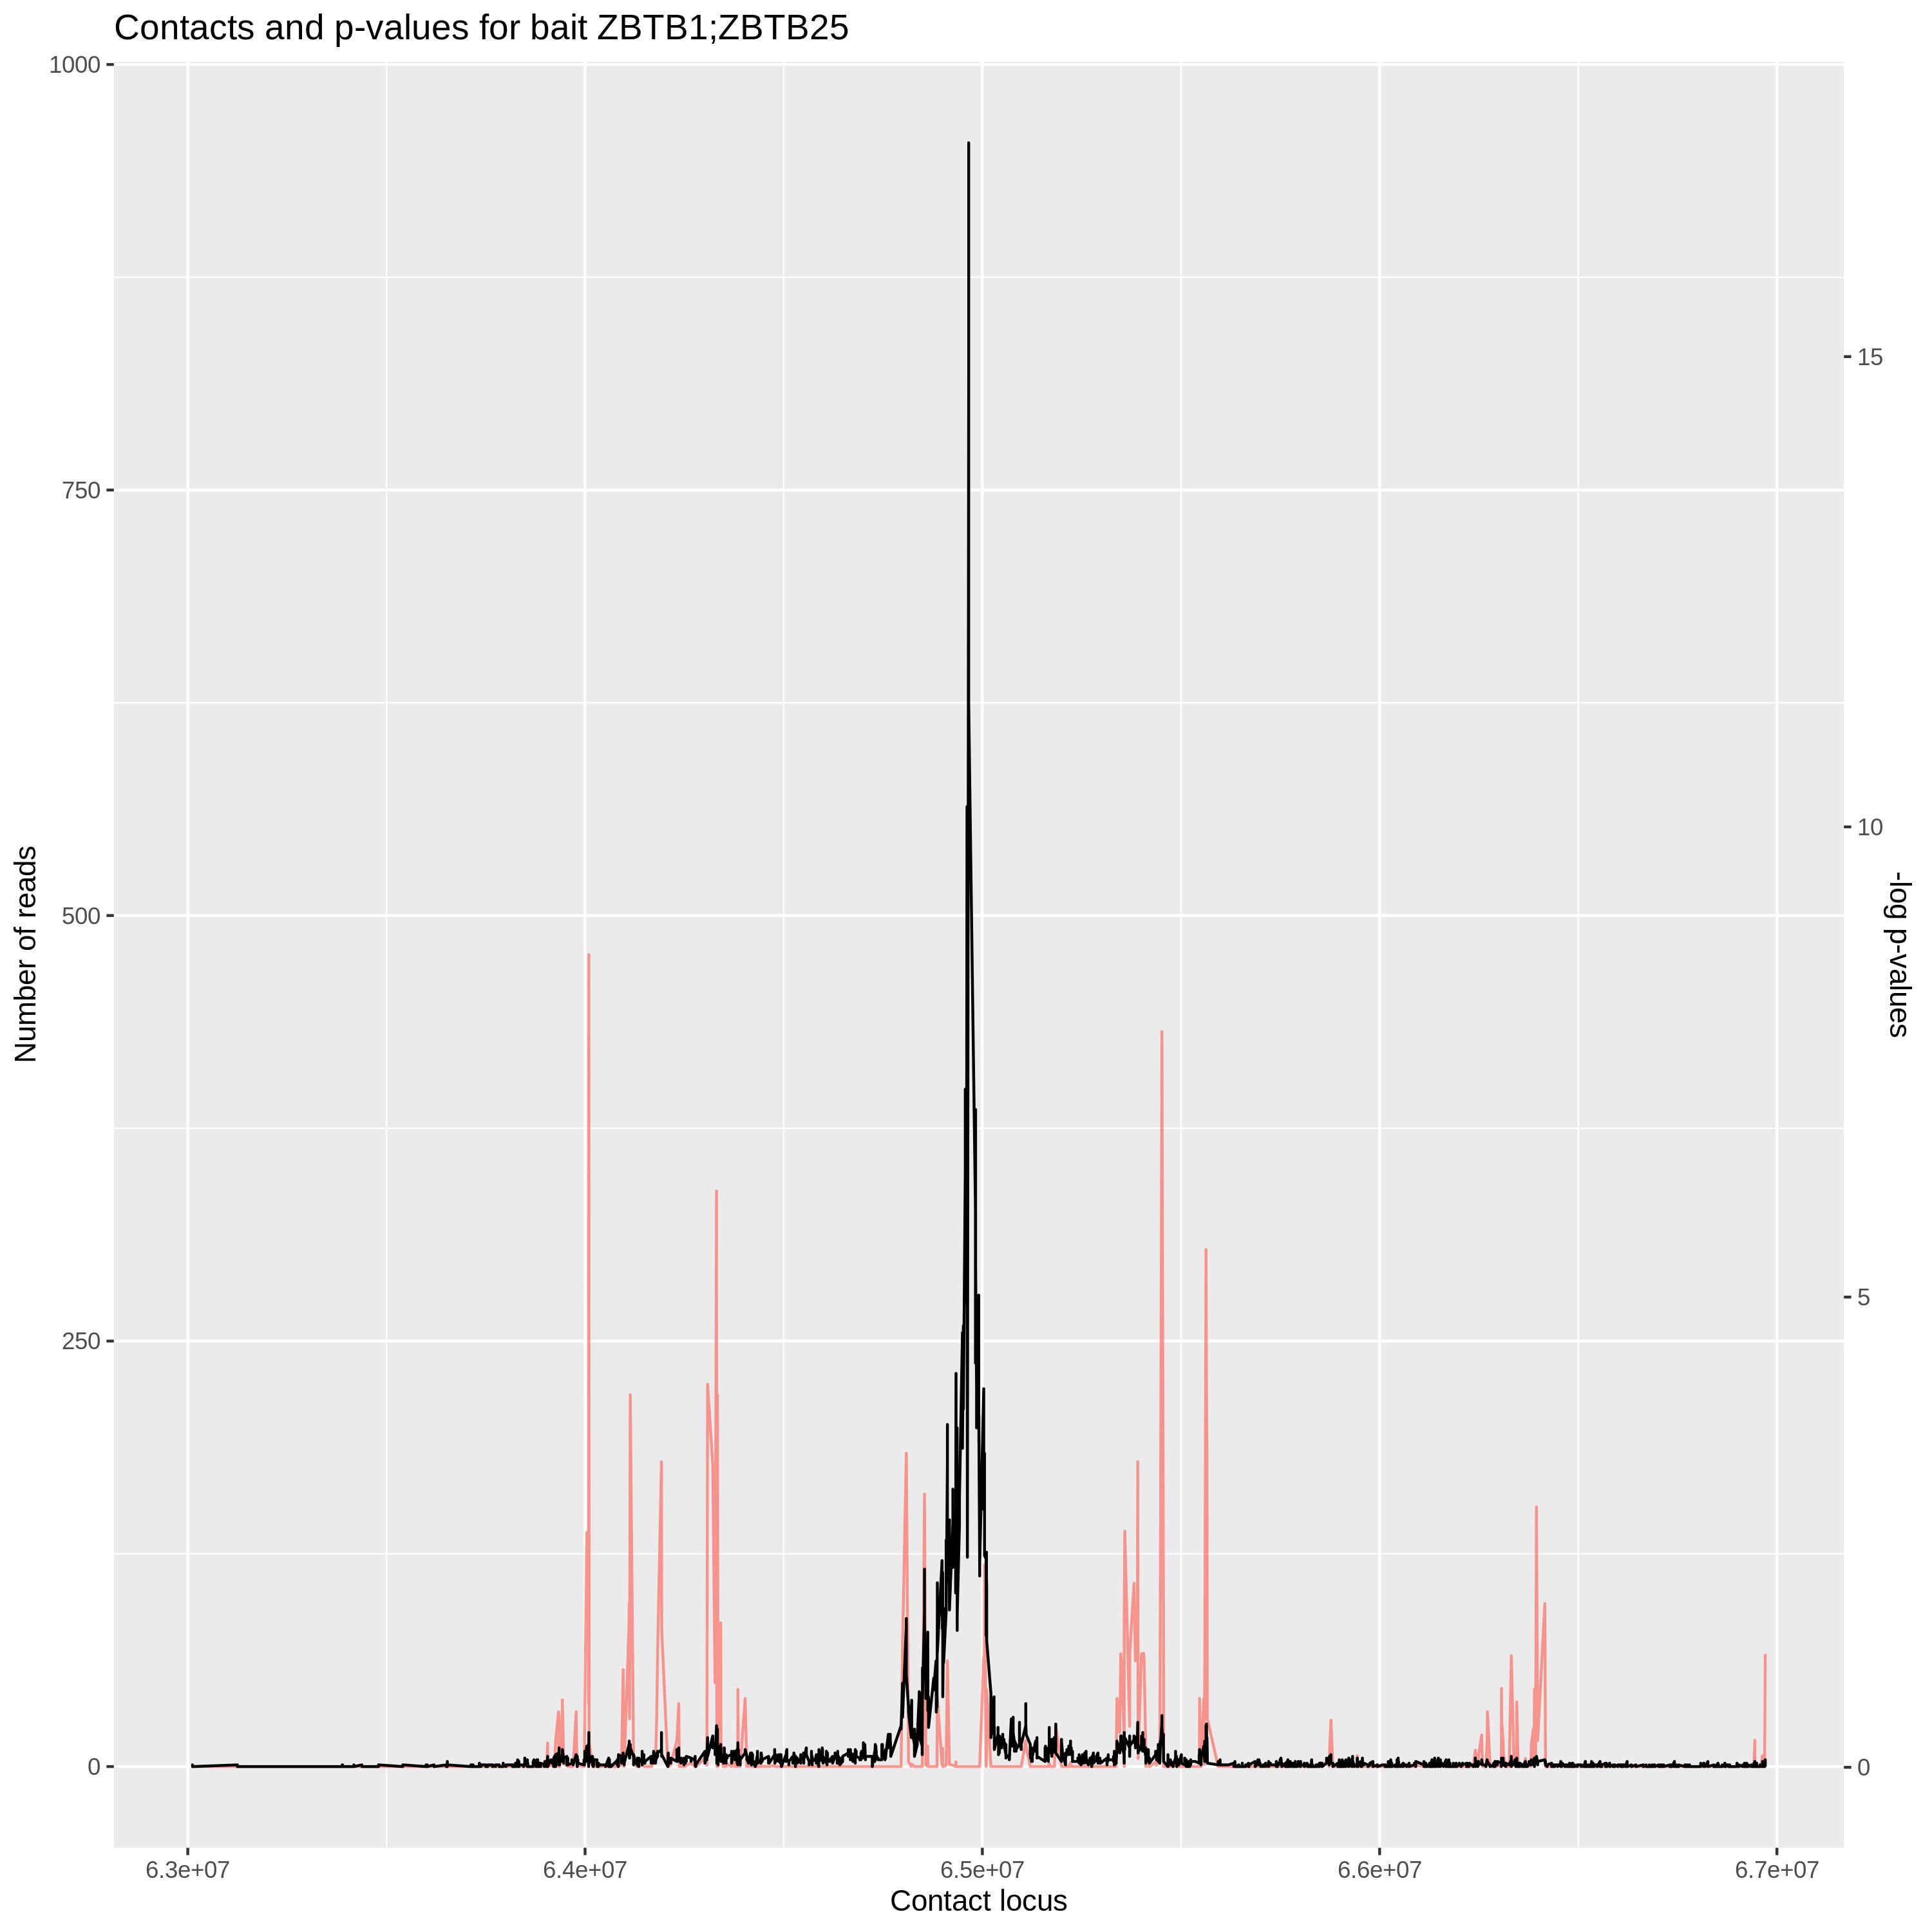 Contacts and p-values for bait ZBTB1;ZBTB25
1000
750
500
250
0
Number of reads
15
10
5
0
-log p-values
6.3e+07
6.4e+07
6.5e+07
6.6e+07
6.7e+07
Contact locus